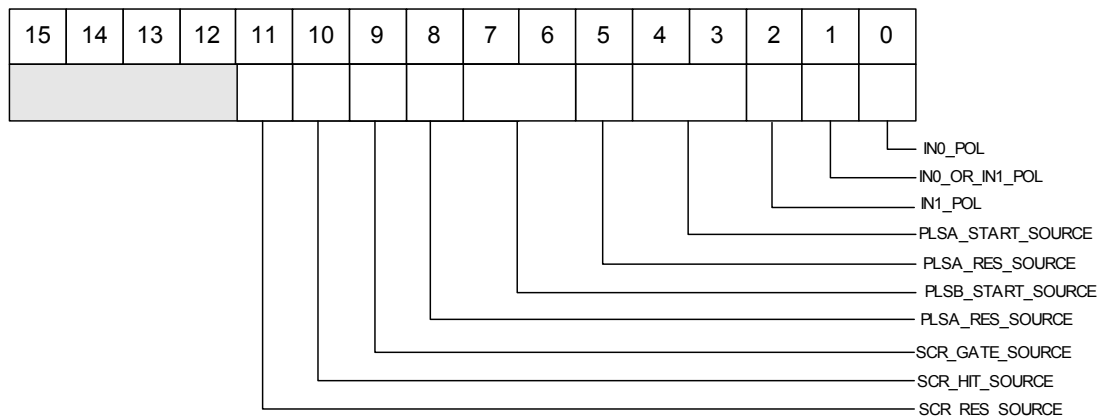 15 14 13 12 11 10 9 8 7 6 5 4 3 2 1 0
IN0_POL
IN0_OR_IN1_POL
IN1_POL
PLSA_START_SOURCE
PLSA_RES_SOURCE
PLSB_START_SOURCE
PLSA_RES_SOURCE
SCR_GATE_SOURCE
SCR_HIT_SOURCE
SCR_RES_SOURCE